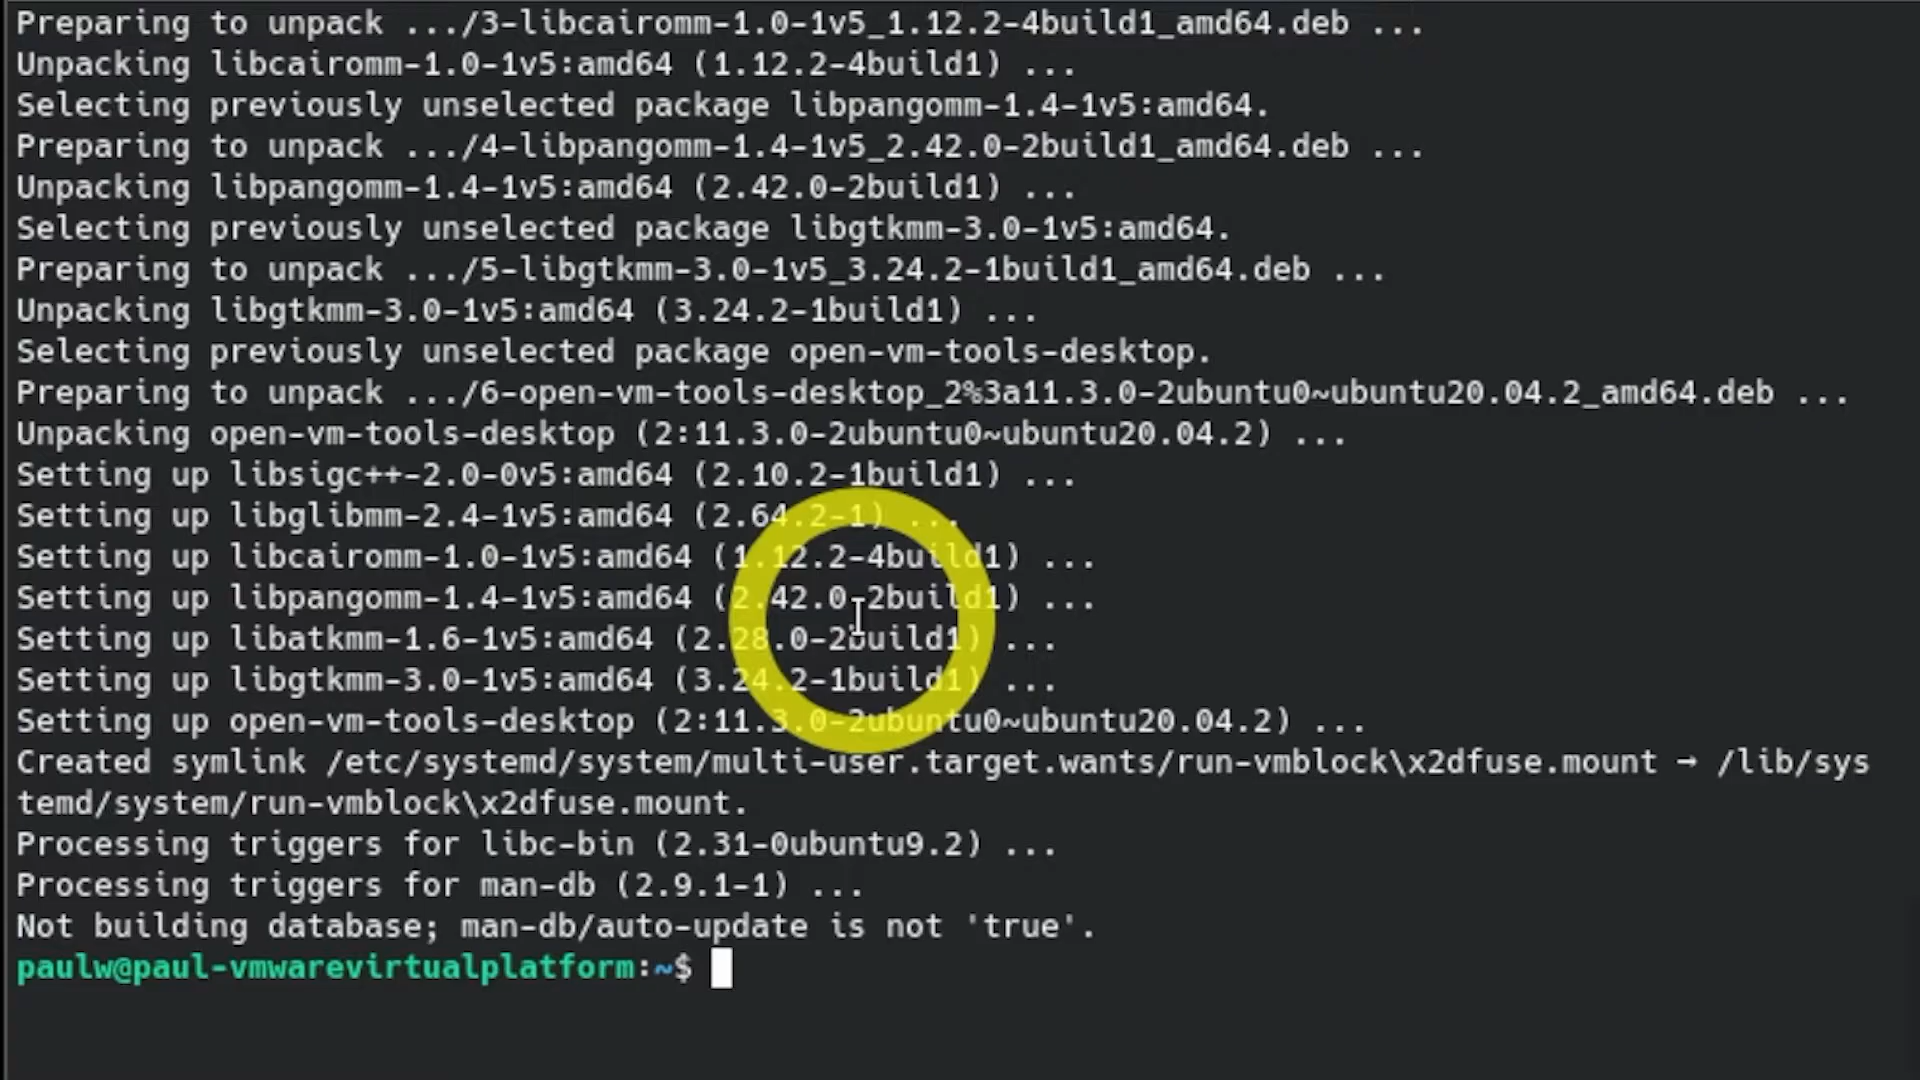 Preparing to unpack .../3-libcairomm-1.0-1v5_1.12.2-4build1_amd64.deb ...
Unpacking libcairomm-1.0-1v5:amd64 (1.12.2-4build1) ...
Selecting previously unselected package libpangomm-1.4-1v5:amd64.
Preparing to unpack .../4-libpangomm-1.4-1v5_2.42.0-2build1_amd64.deb ...
Unpacking libpangomm-1.4-1v5:amd64 (2.42.0-2build1) ...
Selecting previously unselected package libgtkmm-3.0-1v5:amd64.
Preparing to unpack .../5-libgtkmm-3.0-1v5_3.24.2-1build1_amd64.deb ...
Unpacking libgtkmm-3.0-1v5:amd64 (3.24.2-1build1) ...
Selecting previously unselected package open-vm-tools-desktop.
Preparing to unpack .../6-open-vm-tools-desktop_2%3a11.3.0-2ubuntu0~ubuntu20.04.2_amd64.deb ...
Unpacking open-vm-tools-desktop (2:11.3.0-2ubuntu0~ubuntu20.04.2) ...
Setting up libsigc++-2.0-0v5:amd64 (2.10.2-1build1) ...
Setting up libglibmm-2.4-1v5:amd64 (2.64.2-1) ...
Setting up libcairomm-1.0-1v5:amd64 (1.12.2-4build1) ...
Setting up libpangomm-1.4-1v5:amd64 (2.42.0-2build1) ...
Setting up libatkmm-1.6-1v5:amd64 (2.28.0-2build1) ...
Setting up libgtkmm-3.0-1v5:amd64 (3.24.2-1build1) ...
Setting up open-vm-tools-desktop (2:11.3.0-2ubuntu0~ubuntu20.04.2) ...
Created symlink /etc/systemd/system/multi-user.target.wants/run-vmblock\x2dfuse.mount → /lib/sys
temd/system/run-vmblock\x2dfuse.mount.
Processing triggers for libc-bin (2.31-0ubuntu9.2) ...
Processing triggers for man-db (2.9.1-1) ...
Not building database; man-db/auto-update is not 'true'.
paulw@paul-vmwarevirtualplatform:~$